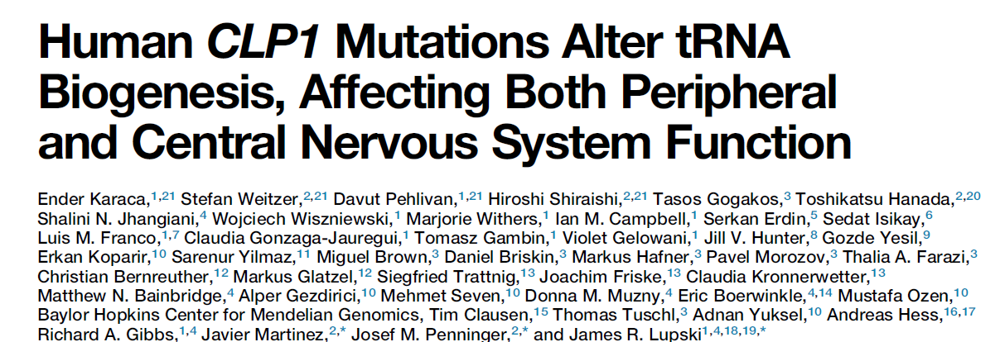 Human CLP1 Mutations Alter tRNA
Biogenesis, Affecting Both Peripheral
and Central Nervous System Function
Ender Karaca,1,21 Stefan Weitzer,2,21 Davut Pehlivan,1,21 Hiroshi Shiraishi,2,21 Tasos Gogakos,3 Toshikatsu Hanada,2,20
Shalini N. Jhangiani,4 Wojciech Wiszniewski,1 Marjorie Withers,1 Ian M. Campbell,1 Serkan Erdin,5 Sedat Isikay,6
Luis M. Franco,1,7 Claudia Gonzaga-Jauregui,1 Tomasz Gambin,1 Violet Gelowani,1 Jill V. Hunter,8 Gozde Yesil,9
Erkan Koparir,10 Sarenur Yilmaz,11 Miguel Brown,3 Daniel Briskin,3 Markus Hafner,3 Pavel Morozov,3 Thalia A. Farazi,3
Christian Bernreuther,12 Markus Glatzel,12 Siegfried Trattnig,13 Joachim Friske,13 Claudia Kronnerwetter,13
Matthew N. Bainbridge,4 Alper Gezdirici,10 Mehmet Seven,10 Donna M. Muzny,4 Eric Boerwinkle,4,14 Mustafa Ozen,10
Baylor Hopkins Center for Mendelian Genomics, Tim Clausen,15 Thomas Tuschl,3 Adnan Yuksel,10 Andreas Hess,16,17
Richard A. Gibbs,1,4 Javier Martinez,2,* Josef M. Penninger,2,* and James R. Lupski1,4,18,19,*